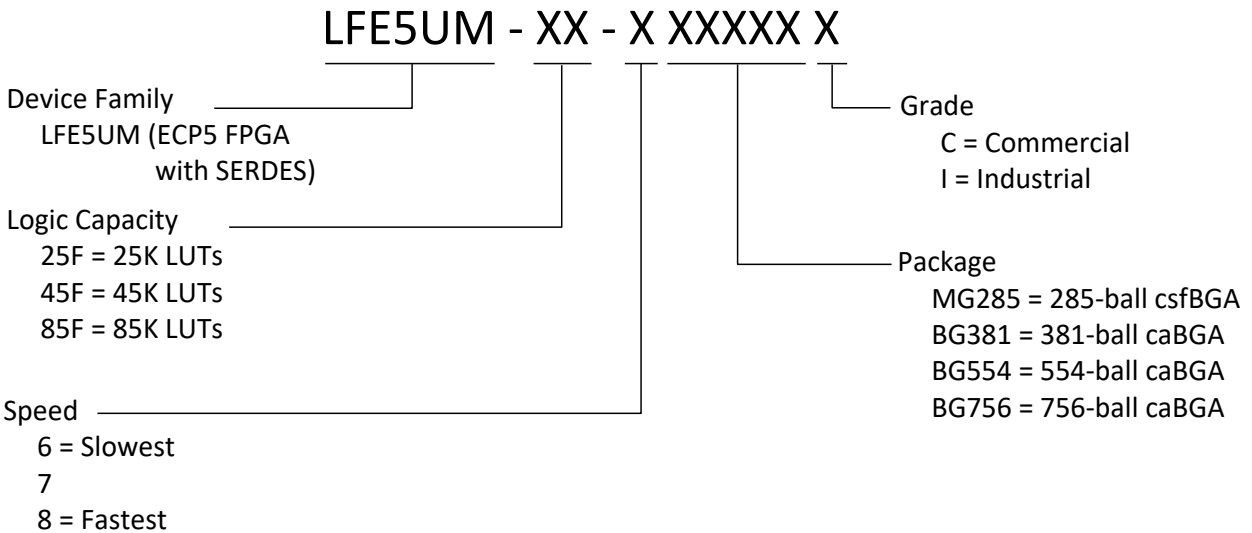 LFE5UM - XX - X XXXXX X
Device Family
LFE5UM (ECP5 FPGA
with SERDES)
Logic Capacity
25F = 25K LUTs
45F = 45K LUTs
85F = 85K LUTs
Speed
6 = Slowest
7
8 = Fastest
Grade
C = Commercial
I = Industrial
Package
MG285 = 285-ball csfBGA
BG381 = 381-ball caBGA
BG554 = 554-ball caBGA
BG756 = 756-ball caBGA